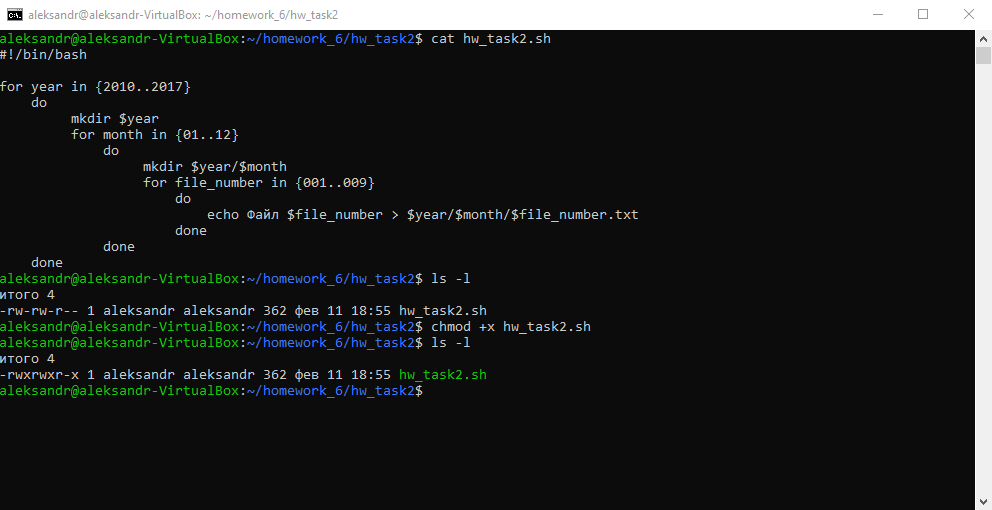 aleksandr@aleksandr-VirtualBox: ~/homework_6/hw_task2
aleksandr@aleksandr-VirtualBox:~/homework_6/hw_task2$ cat hw_task2.sh
#!/bin/bash
for year in {2010..2017}
do
mkdir $year
for month in {01..12}
do
mkdir $year/$month
for file_number in {001..009}
do
echo Файл $file_number > $year/$month/$file_number.txt
done
done
done
aleksandr@aleksandr-VirtualBox:~/homework_6/hw_task2$ ls -l
итого 4
-rw-rw-r-- 1 aleksandr aleksandr 362 фев 11 18:55 hw_task2.sh
aleksandr@aleksandr-VirtualBox:~/homework_6/hw_task2$ chmod +x hw_task2.sh
aleksandr@aleksandr-VirtualBox:~/homework_6/hw_task2$ ls -l
итого 4
-rwxrwxr-x 1 aleksandr aleksandr 362 фев 11 18:55 hw_task2.sh
aleksandr@aleksandr-VirtualBox:~/homework_6/hw_task2$